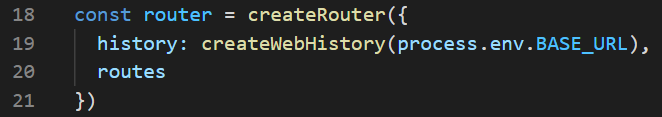 18 const router = createRouter({
19   history: createWebHistory(process.env.BASE_URL),
20   routes
21 })